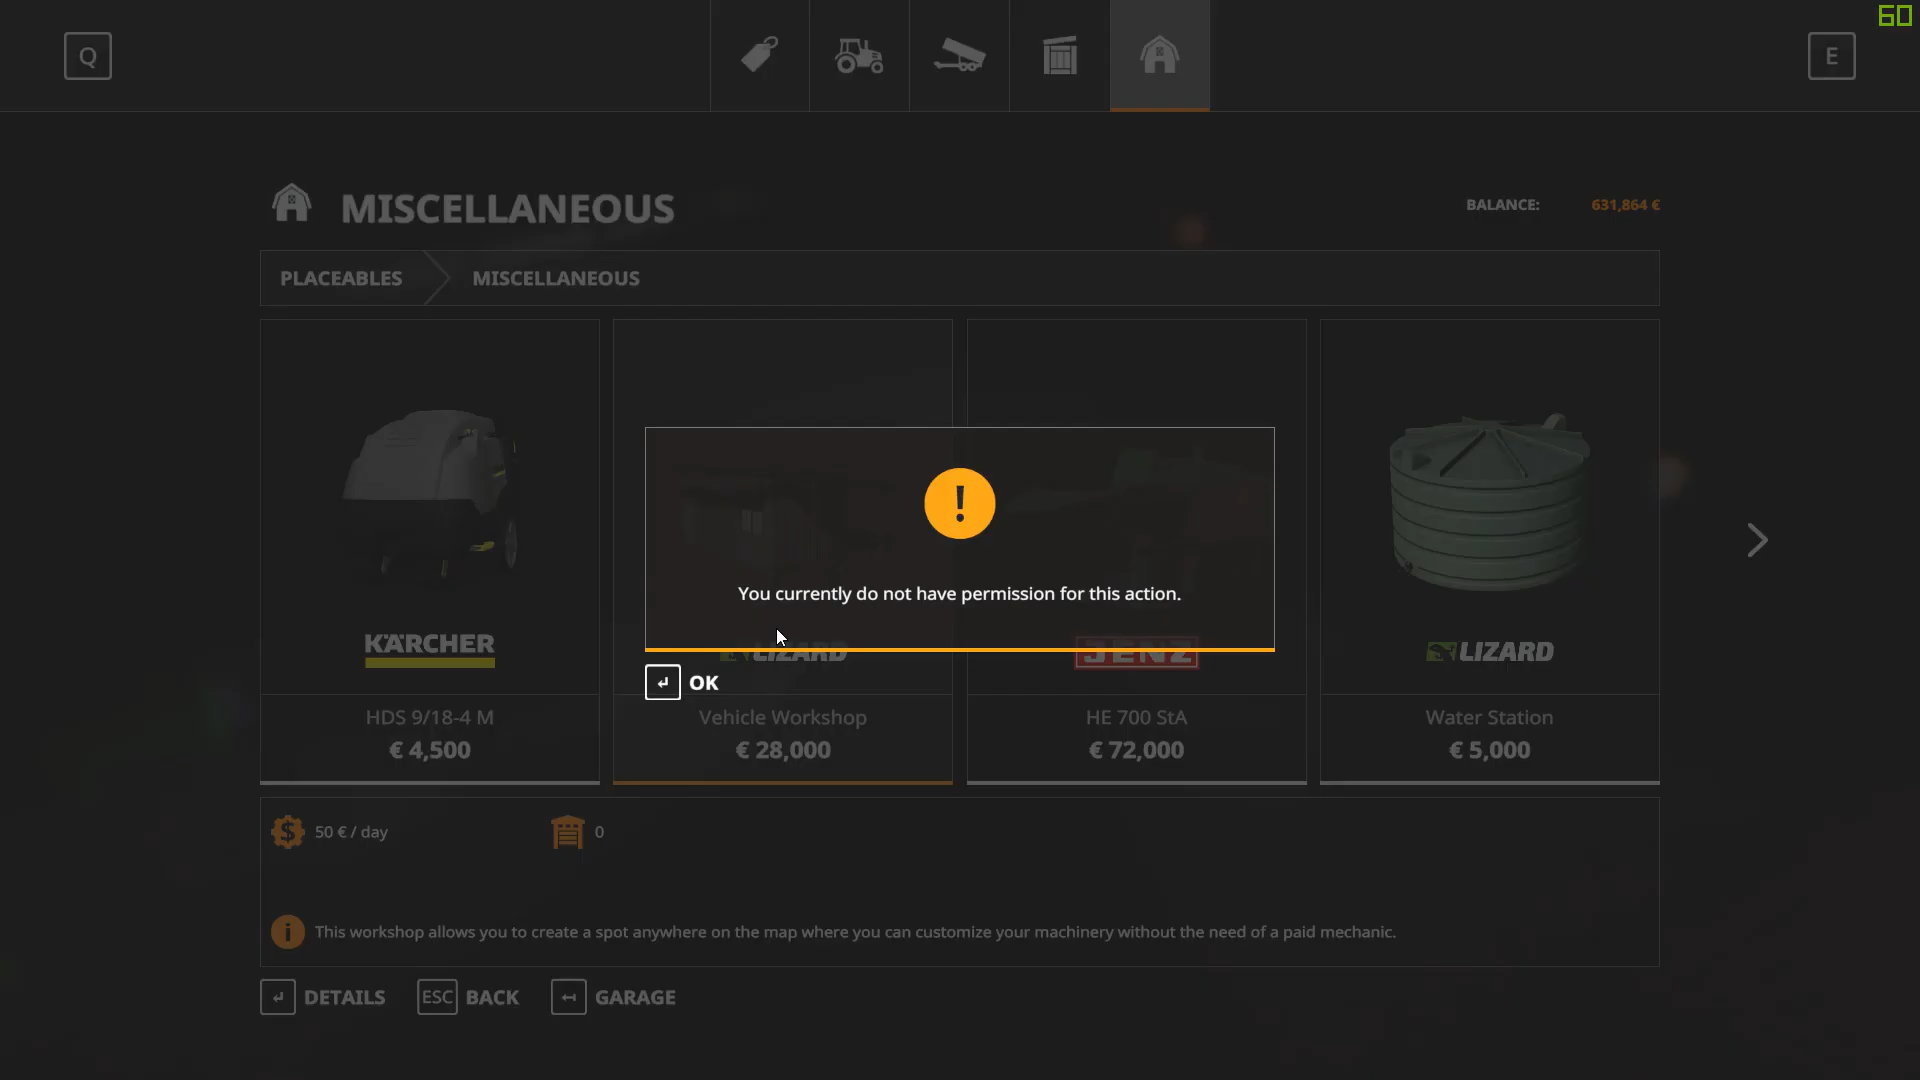 60
Q
E
MISCELLANEOUS
BALANCE: 631,864 €
PLACEABLES MISCELLANEOUS
You currently do not have permission for this action.
KÄRCHER LIZARD JENZ LIZARD
OK
HDS 9/18-4 M Vehicle Workshop HE 700 StA Water Station
€ 4,500 € 28,000 € 72,000 € 5,000
50 € / day 0
This workshop allows you to create a spot anywhere on the map where you can customize your machinery without the need of a paid mechanic.
DETAILS ESC BACK GARAGE